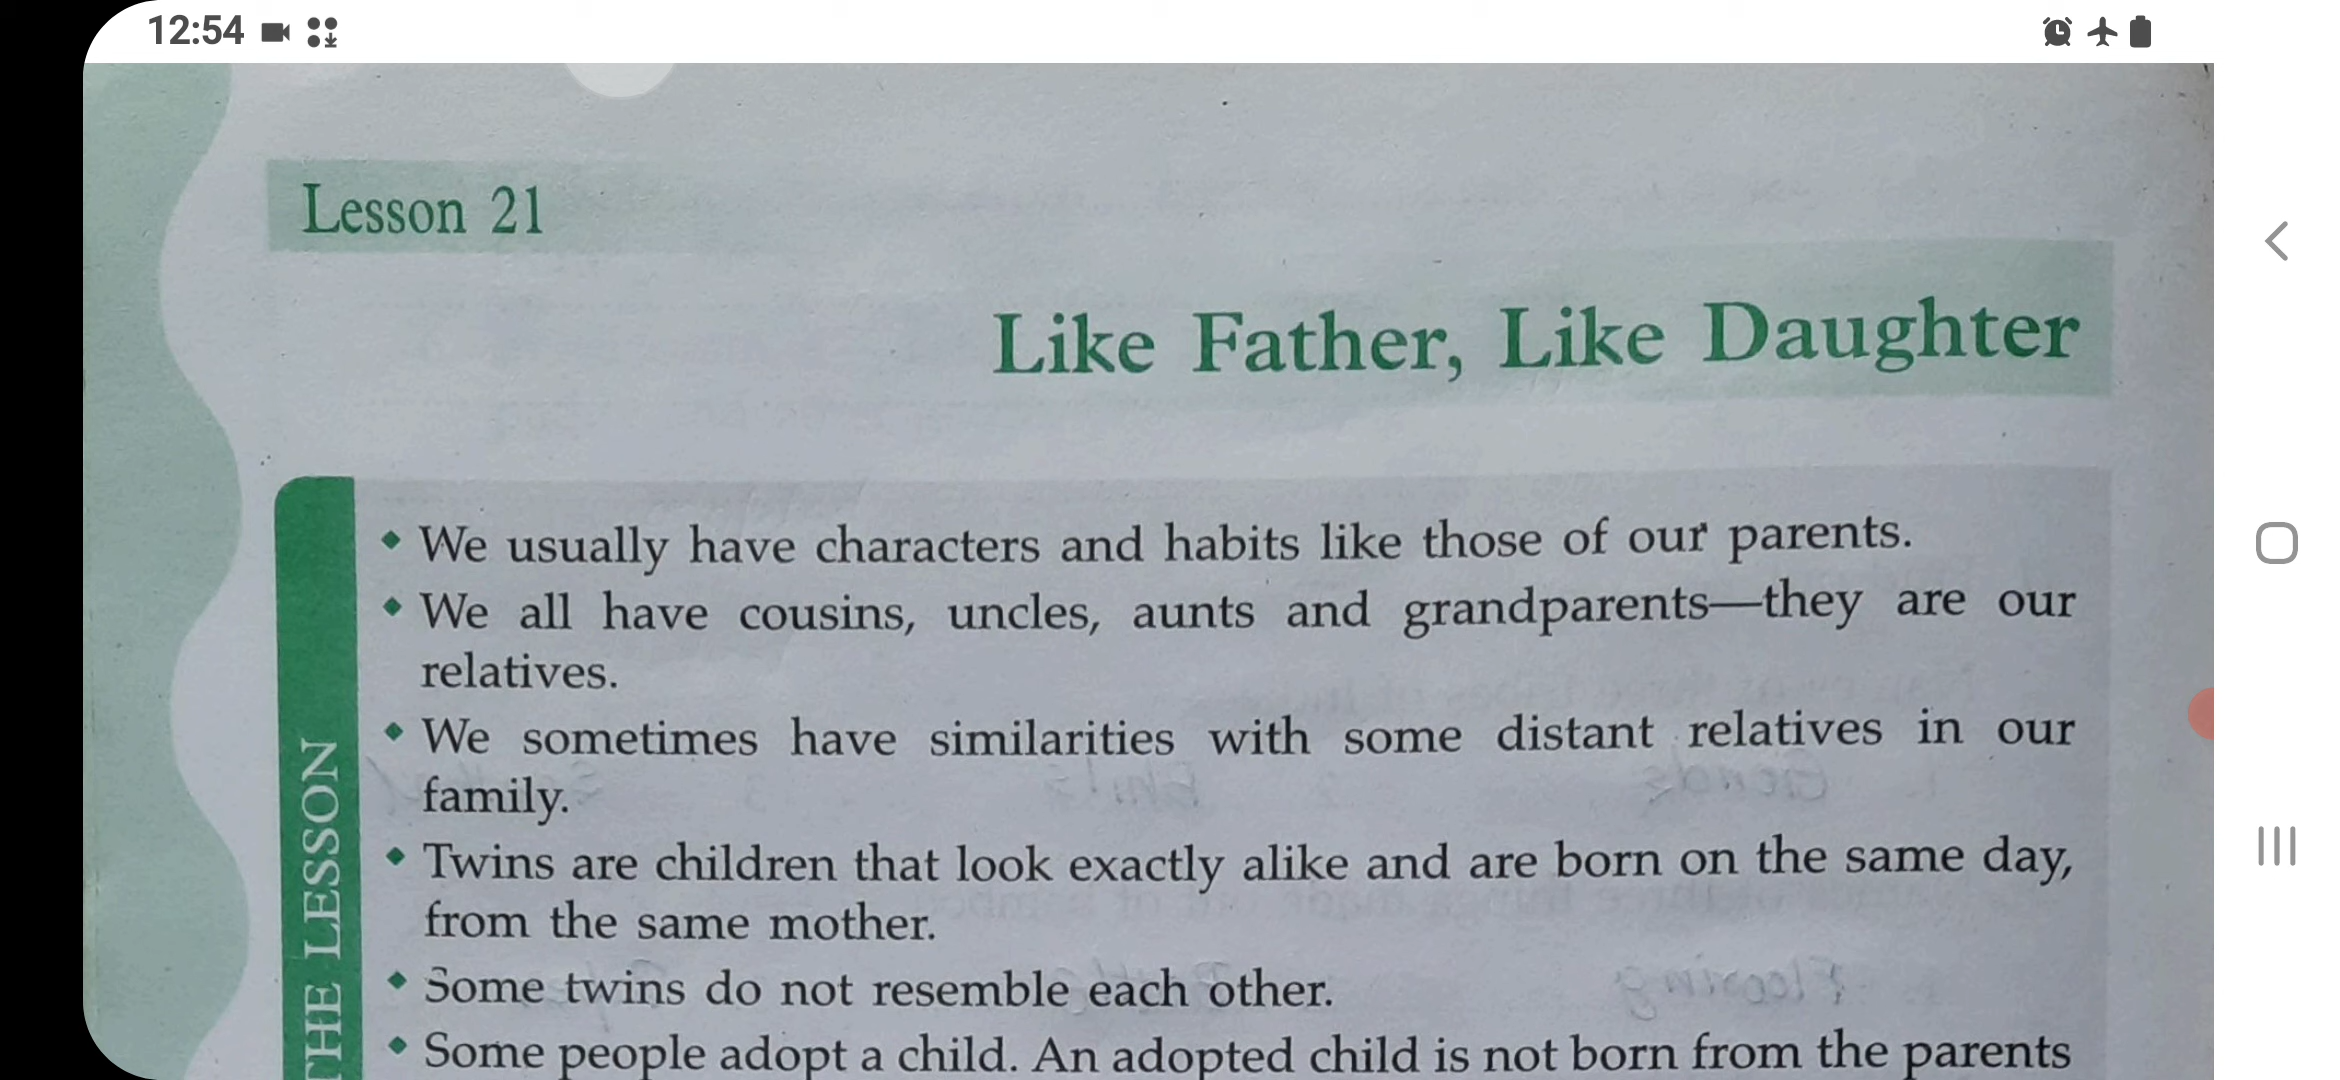 12:54
Lesson 21
Like Father, Like Daughter
THE LESSON
• We usually have characters and habits like those of our parents.
• We all have cousins, uncles, aunts and grandparents—they are our
relatives.
• We sometimes have similarities with some distant relatives in our
family.
• Twins are children that look exactly alike and are born on the same day,
from the same mother.
• Some twins do not resemble each other.
• Some people adopt a child. An adopted child is not born from the parents